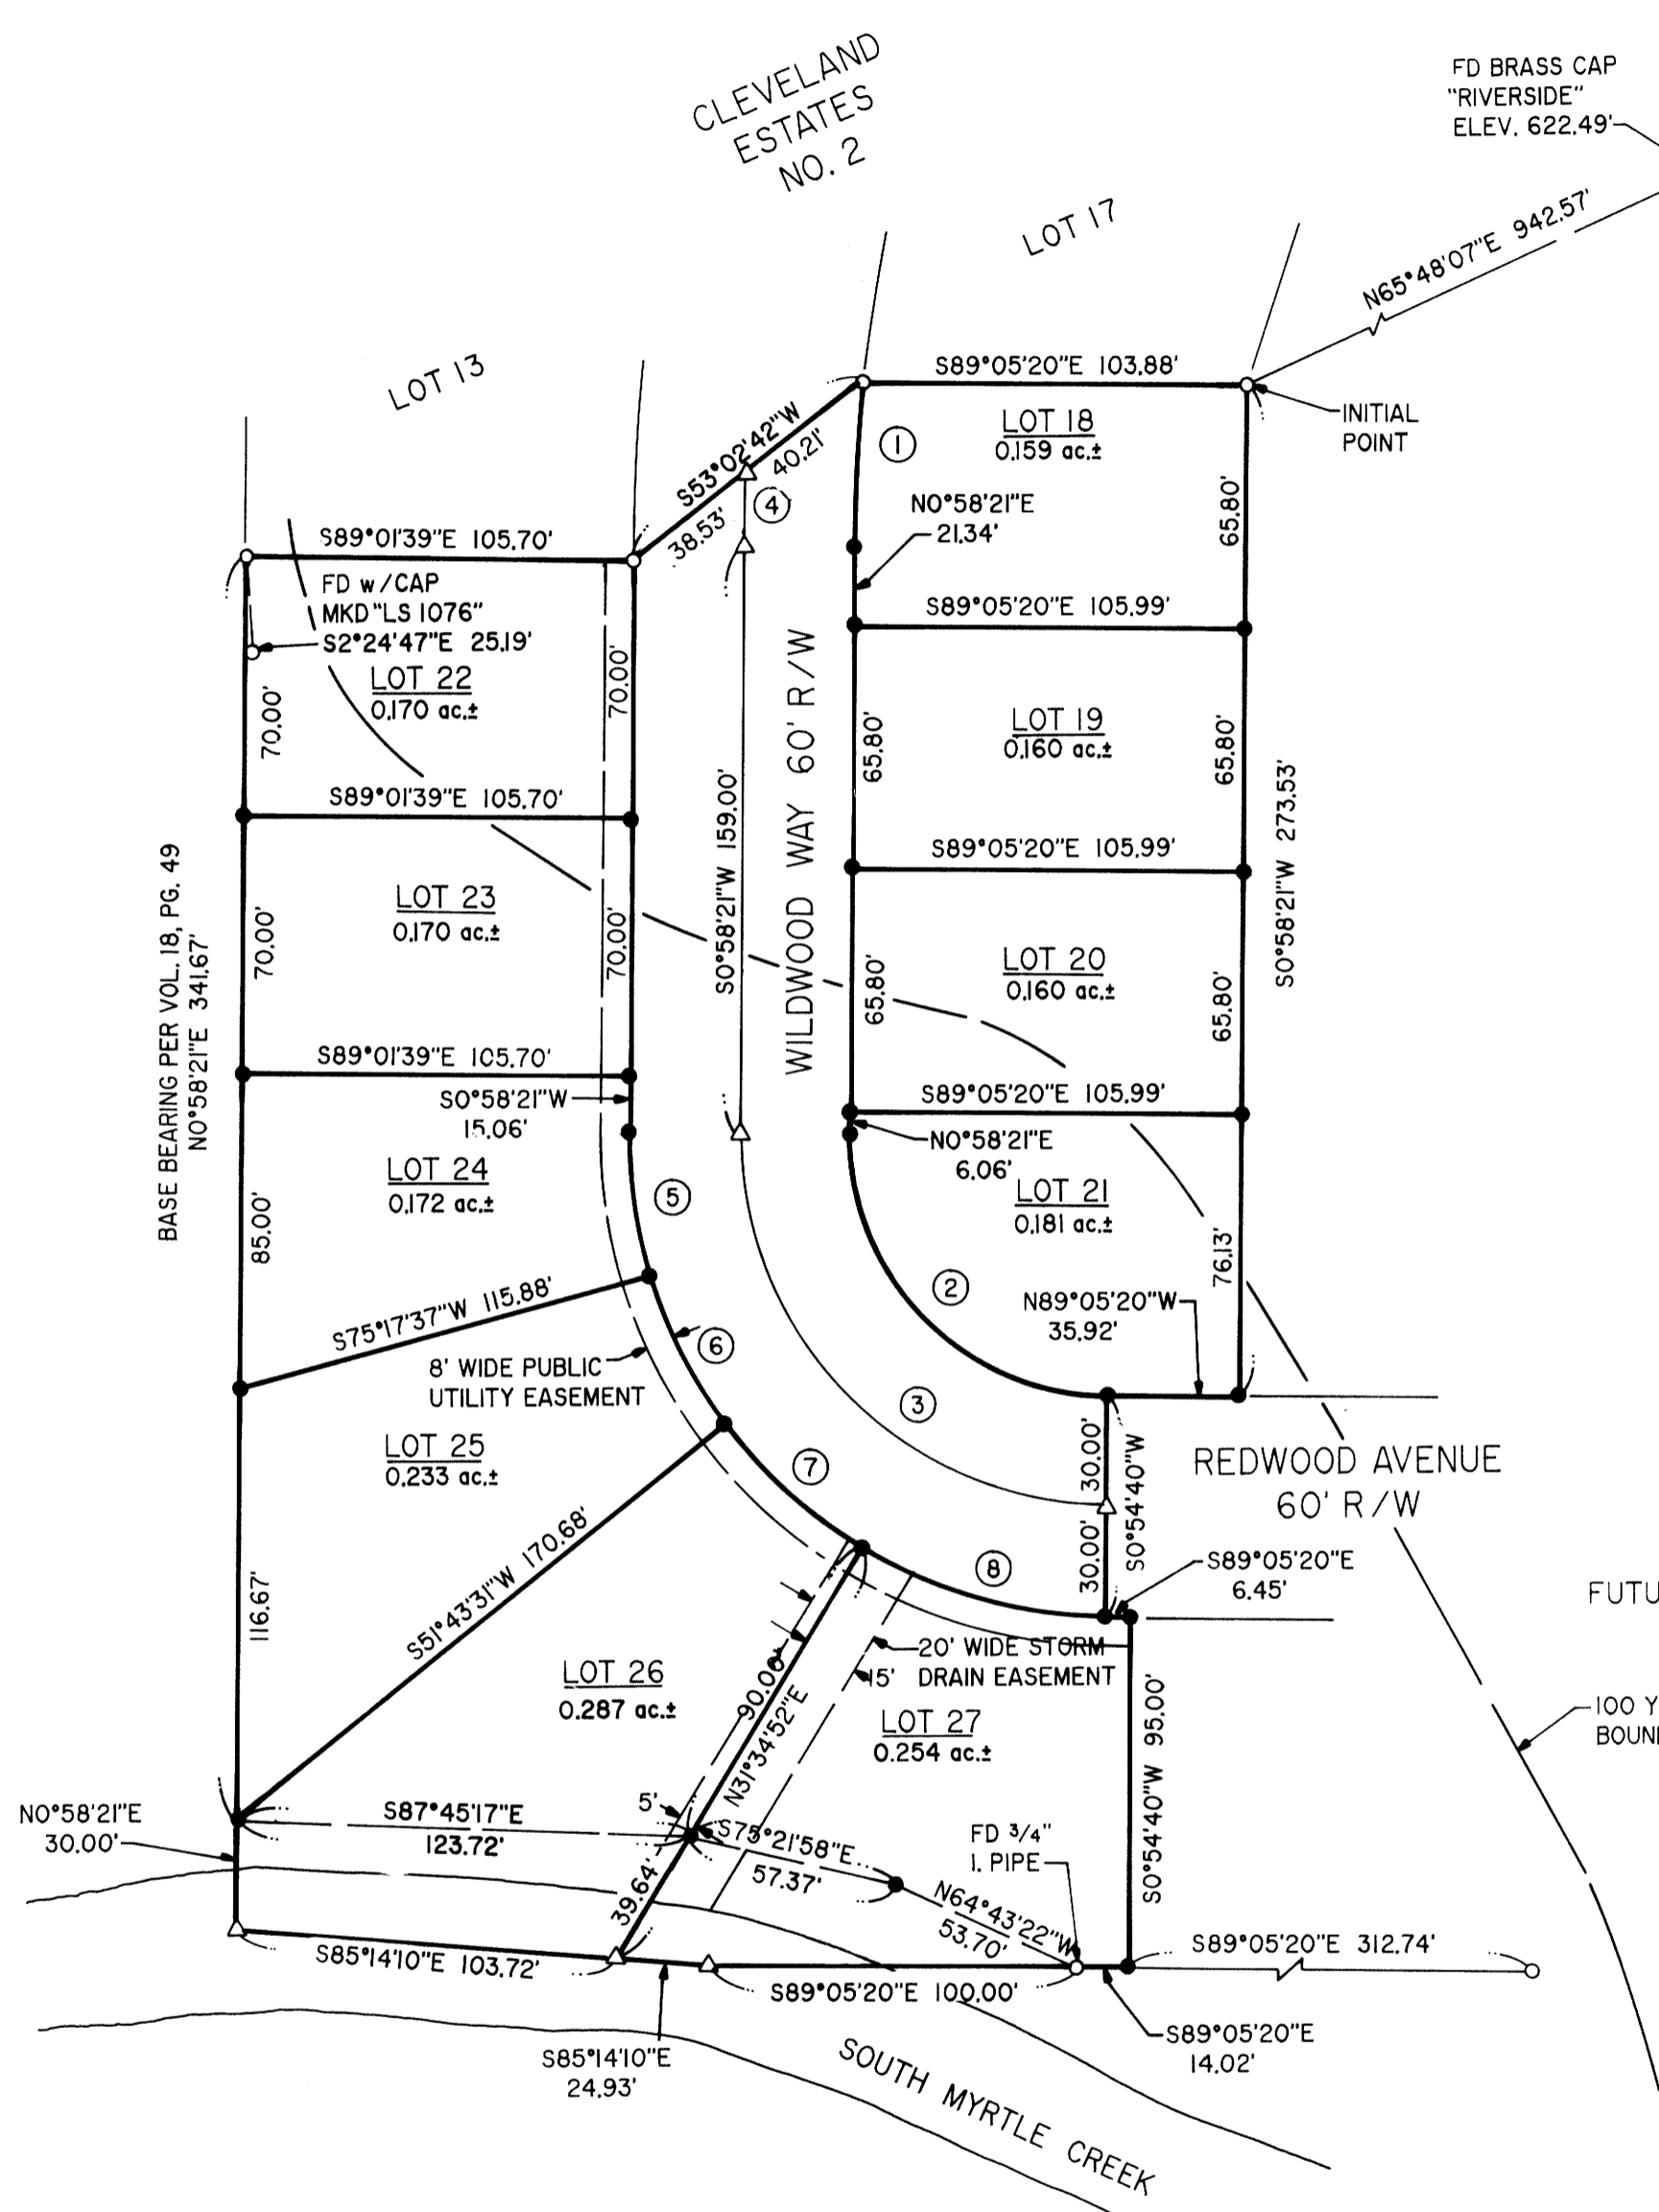 CLEVELAND
ESTATES
NO. 2
FD BRASS CAP
"RIVERSIDE"
ELEV. 622.49'
LOT 17
N65°48'07"E 942.57'
LOT 13
S89°05'20"E 103.88'
INITIAL
POINT
LOT 18
0.159 ac.±
1
S53°02'42"W
40.21'
38.53'
4
N0°58'21"E
21.34'
65.80'
S89°01'39"E 105.70'
FD w/CAP
MKD "LS 1076"
S2°24'47"E 25.19'
LOT 22
0.170 ac.±
70.00'
70.00'
S89°05'20"E 105.99'
LOT 19
0.160 ac.±
65.80'
65.80'
S0°58'21"W 273.53'
WILDWOOD WAY 60' R/W
S0°58'21"W 159.00'
S89°01'39"E 105.70'
BASE BEARING PER VOL. 18, PG. 49
N0°58'21"E 341.67'
LOT 23
0.170 ac.±
70.00'
70.00'
S89°05'20"E 105.99'
LOT 20
0.160 ac.±
65.80'
65.80'
S89°01'39"E 105.70'
S0°58'21"W
15.06'
S89°05'20"E 105.99'
N0°58'21"E
6.06'
LOT 24
0.172 ac.±
85.00'
5
LOT 21
0.181 ac.±
76.13'
2
N89°05'20"W
35.92'
S75°17'37"W 115.88'
6
8' WIDE PUBLIC
UTILITY EASEMENT
3
LOT 25
0.233 ac.±
7
30.00'
S0°54'40"W
30.00'
REDWOOD AVENUE
60' R/W
S51°43'31"W 170.68'
116.67'
8
S89°05'20"E
6.45'
FUTU
20' WIDE STORM
DRAIN EASEMENT
15'
LOT 26
0.287 ac.±
90.00'
N31°34'52"E
LOT 27
0.254 ac.±
S0°54'40"W 95.00'
100 Y
BOUN
N0°58'21"E
30.00'
S87°45'17"E
123.72'
5'
S75°21'58"E
57.37'
FD 3/4"
I. PIPE
39.64'
N64°43'22"W
53.70'
S85°14'10"E 103.72'
S89°05'20"E 312.74'
S89°05'20"E 100.00'
S89°05'20"E
14.02'
S85°14'10"E
24.93'
SOUTH MYRTLE CREEK